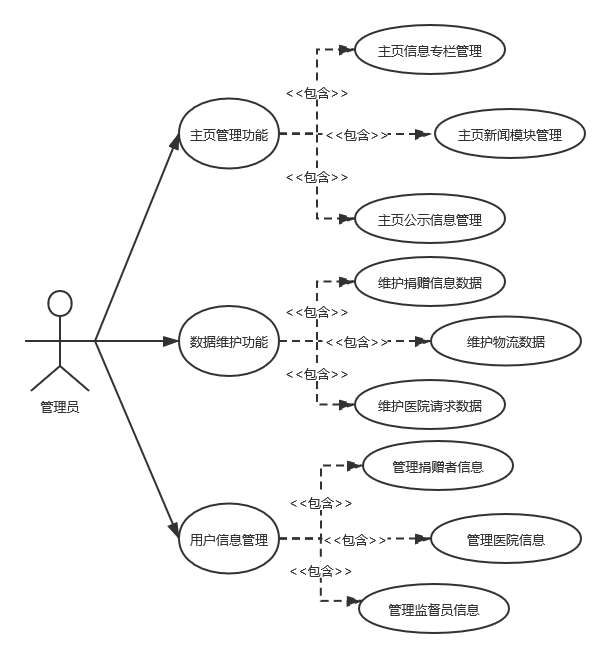 主页信息专栏管理
<<包含>>
主页管理功能
<<包含>>
主页新闻模块管理
<<包含>>
主页公示信息管理
维护捐赠信息数据
<<包含>>
数据维护功能
<<包含>>
维护物流数据
<<包含>>
维护医院请求数据
管理员
管理捐赠者信息
<<包含>>
用户信息管理
<<包含>>
管理医院信息
<<包含>>
管理监督员信息